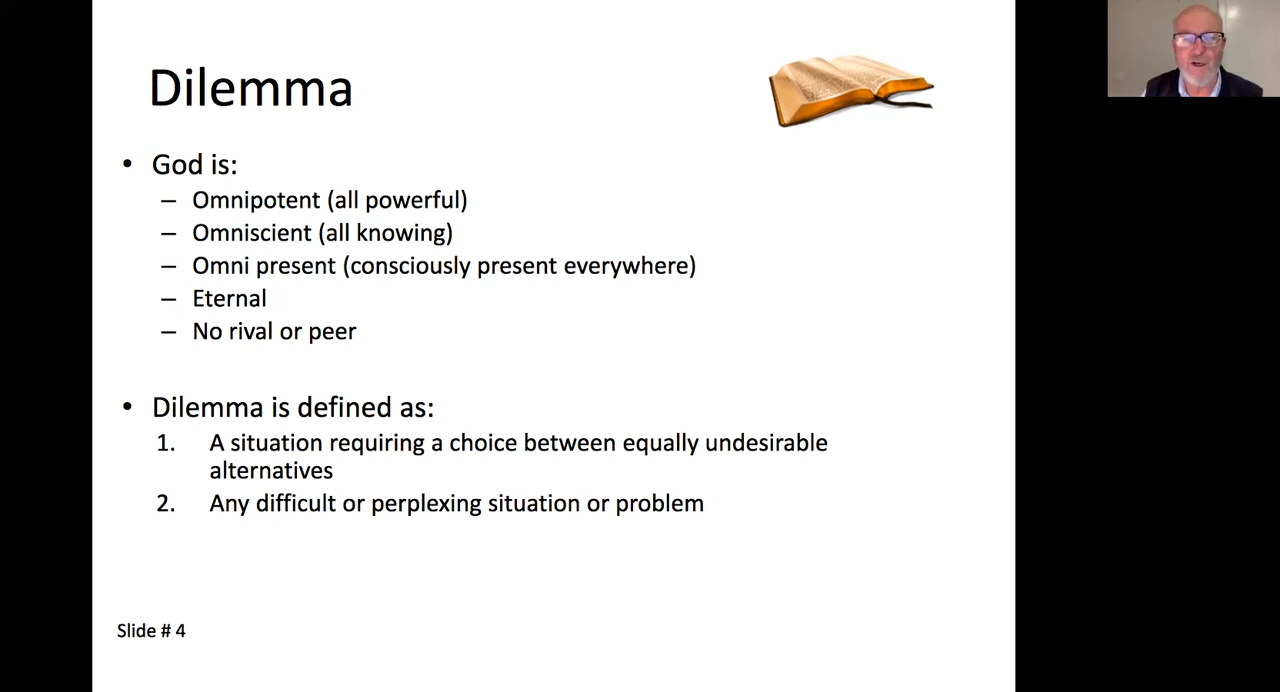 Dilemma
• God is:
– Omnipotent (all powerful)
– Omniscient (all knowing)
– Omni present (consciously present everywhere)
– Eternal
– No rival or peer
• Dilemma is defined as:
1. A situation requiring a choice between equally undesirable
alternatives
2. Any difficult or perplexing situation or problem
Slide # 4